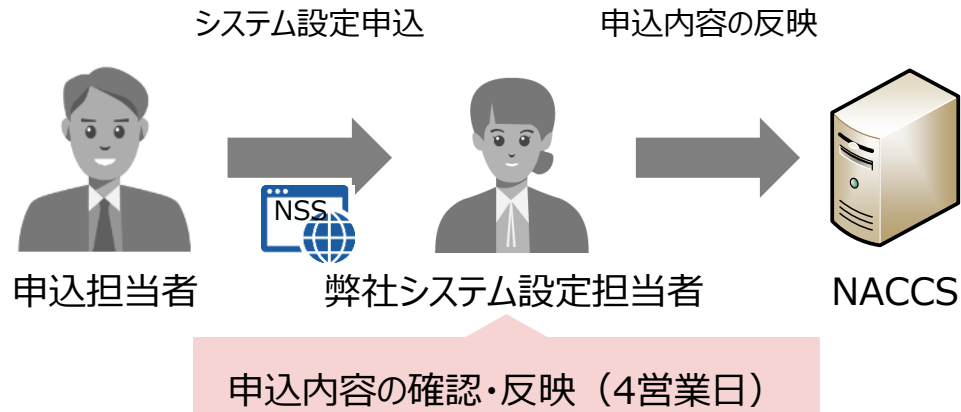 システム設定申込
申込内容の反映
NSS
申込担当者
弊社システム設定担当者
NACCS
申込内容の確認・反映（4営業日）